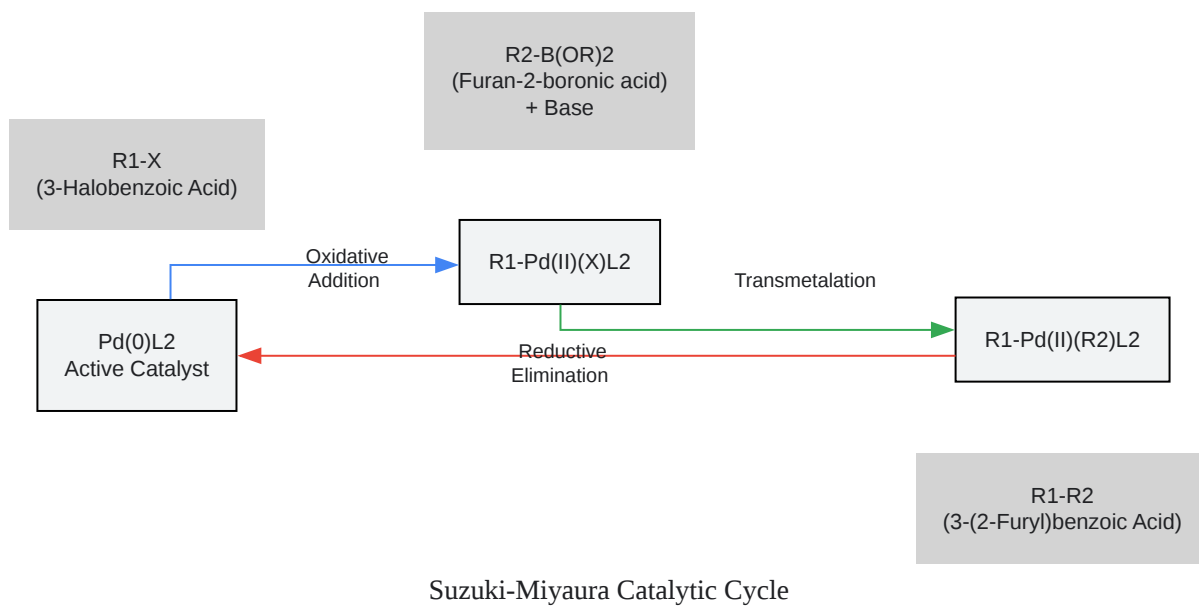 R2-B(OR)2
(Furan-2-boronic acid)
+ Base
R1-X
(3-Halobenzoic Acid)
Oxidative
Addition
R1-Pd(II)(X)L2
Transmetalation
Pd(0)L2
Active Catalyst
Reductive
Elimination
R1-Pd(II)(R2)L2
R1-R2
(3-(2-Furyl)benzoic Acid)
Suzuki-Miyaura Catalytic Cycle